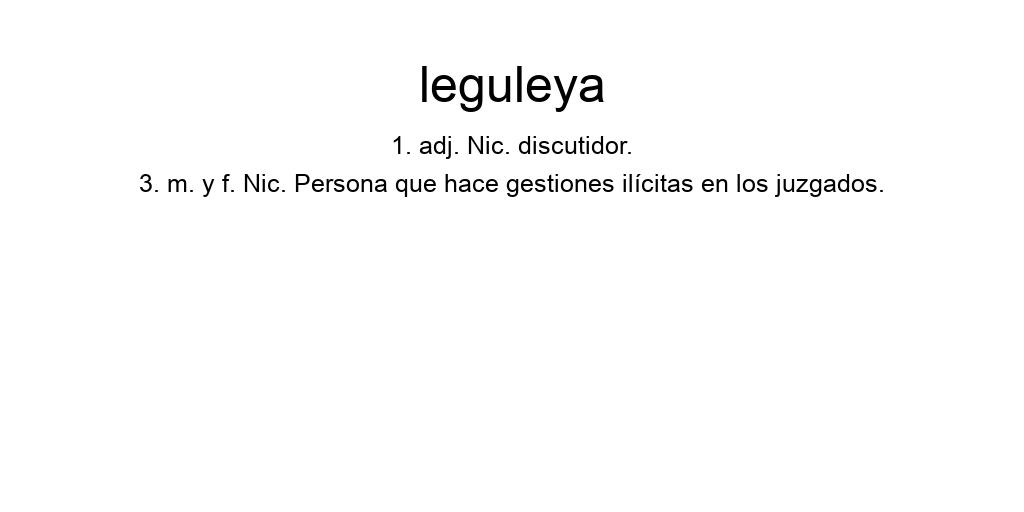 leguleya
1. adj. Nic. discutidor.
3. m. y f. Nic. Persona que hace gestiones ilícitas en los juzgados.